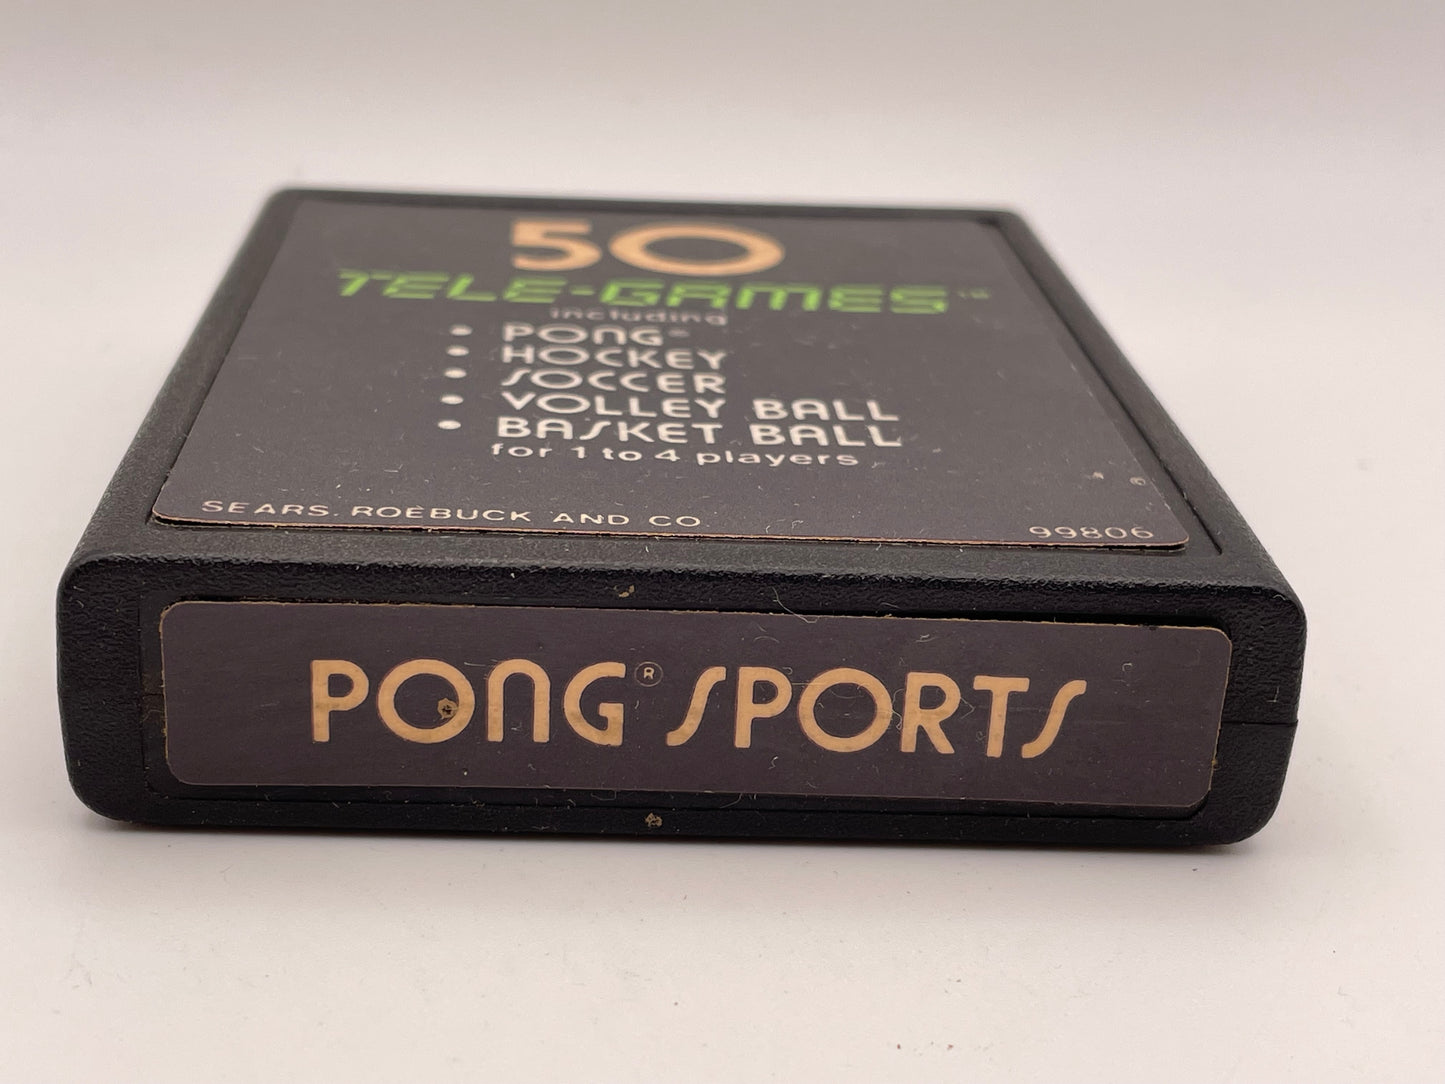 50
TELE-GAMES™
including
• PONG®
• HOCKEY
• SOCCER
• VOLLEY BALL
• BASKET BALL
for 1 to 4 players
SEARS, ROEBUCK AND CO.
99806
PONG® SPORTS